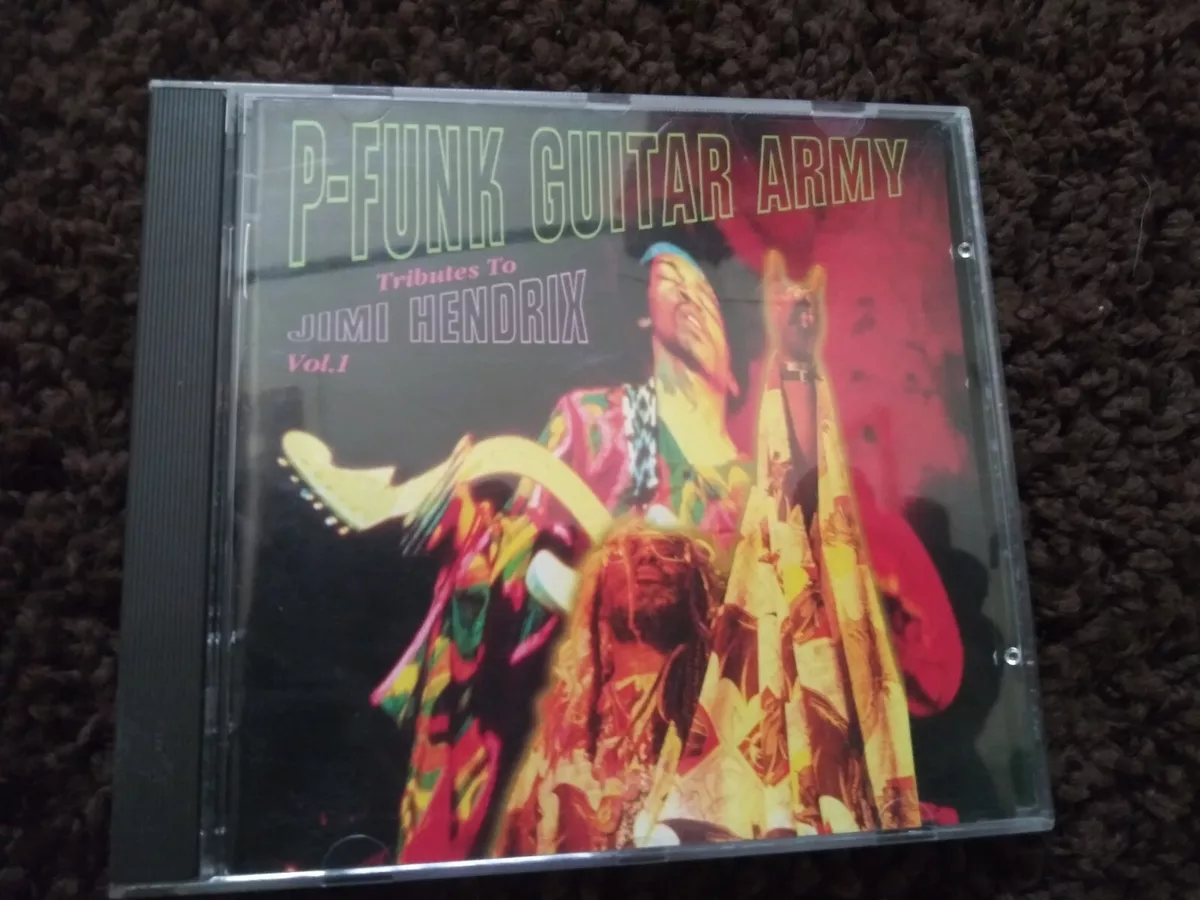 P-FUNK GUITAR ARMY
Tributes To
JIMI HENDRIX
Vol.1